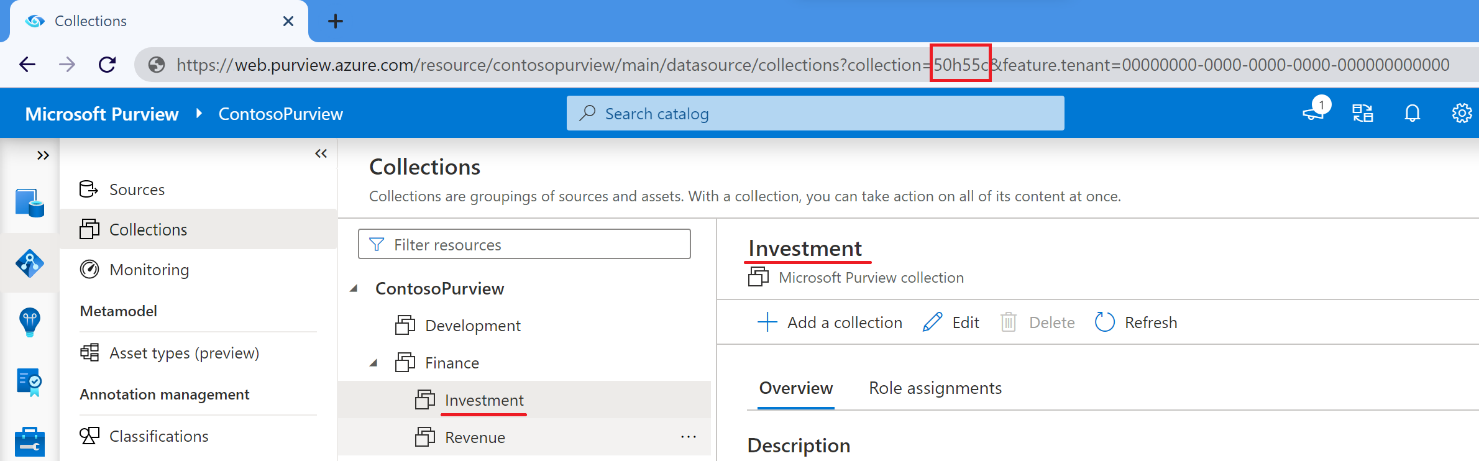 Collections
https://web.purview.azure.com/resource/contosopurview/main/datasource/collections?collection=50h55c&feature.tenant=00000000-0000-0000-0000-000000000000
Microsoft Purview ContosoPurview Search catalog 1
Sources
Collections
Monitoring
Metamodel
Asset types (preview)
Annotation management
Classifications
Collections
Collections are groupings of sources and assets. With a collection, you can take action on all of its content at once.
Filter resources
ContosoPurview
Development
Finance
Investment
Revenue
Investment
Microsoft Purview collection
Add a collection Edit Delete Refresh
Overview Role assignments
Description